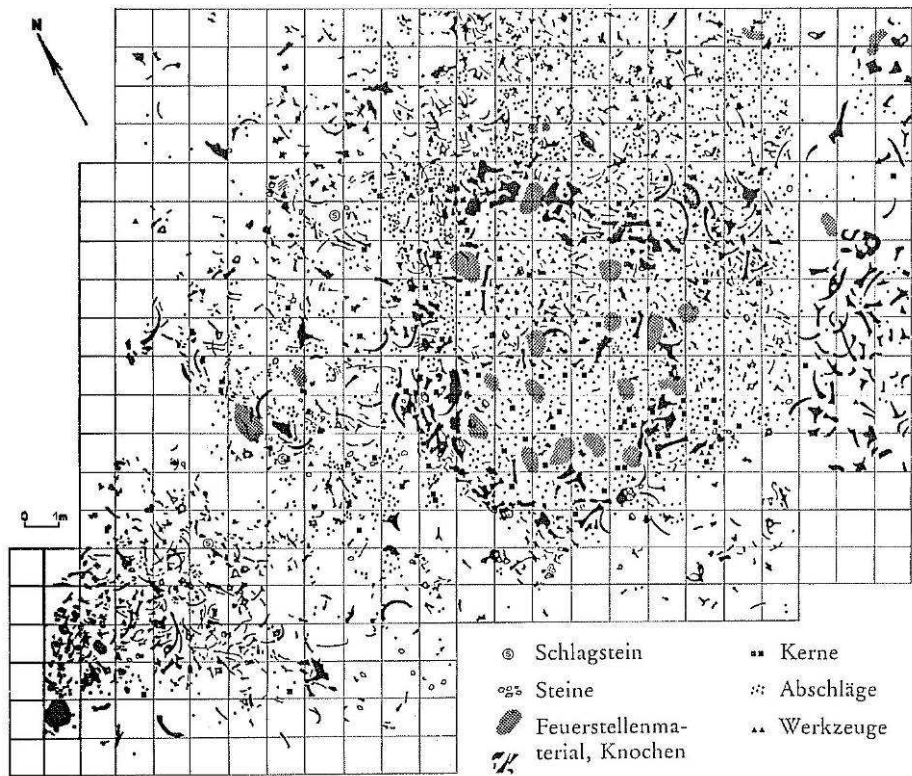 N
0 1m
Ⓢ Schlagstein
Steine
Feuerstellenma-
terial, Knochen
Kerne
Abschläge
Werkzeuge